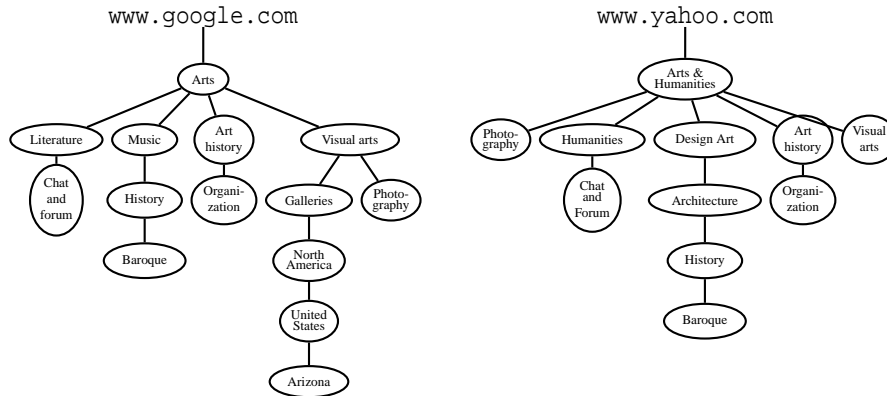 www.google.com
Arts
Literature
Music
Art
history
Visual arts
Chat
and
forum
History
Organi-
zation
Galleries
Photo-
graphy
Baroque
North
America
United
States
Arizona
www.yahoo.com
Arts &
Humanities
Photo-
graphy
Humanities
Design Art
Art
history
Visual
arts
Chat
and
Forum
Architecture
Organi-
zation
History
Baroque